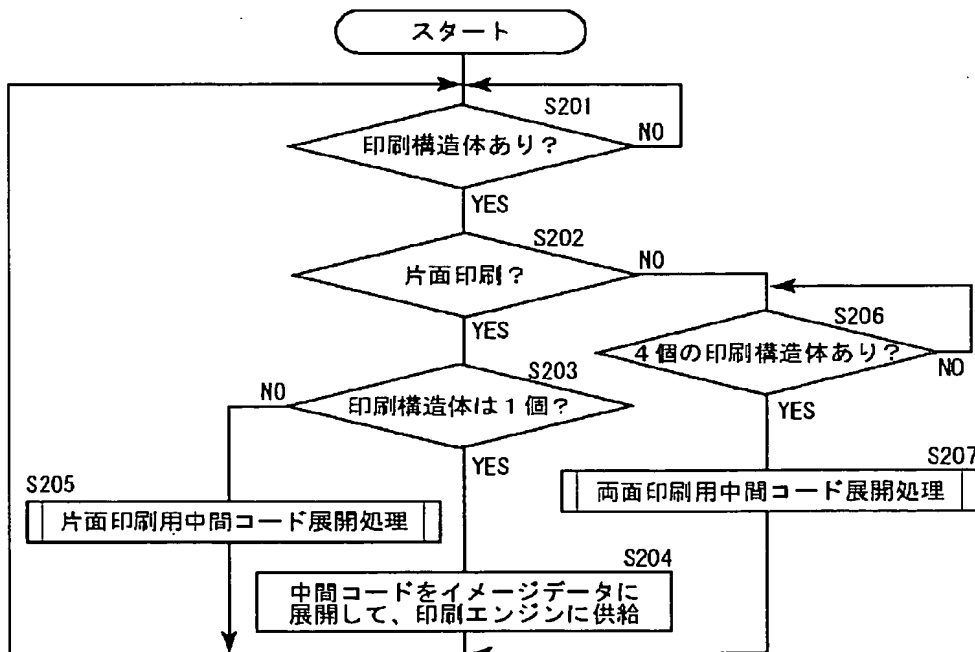 スタート
S201
印刷構造体あり?
NO
YES
S202
片面印刷?
NO
YES
S206
4個の印刷構造体あり?
NO
YES
S203
NO
印刷構造体は1個?
YES
S205
片面印刷用中間コード展開処理
S207
両面印刷用中間コード展開処理
S204
中間コードをイメージデータに
展開して、印刷エンジンに供給